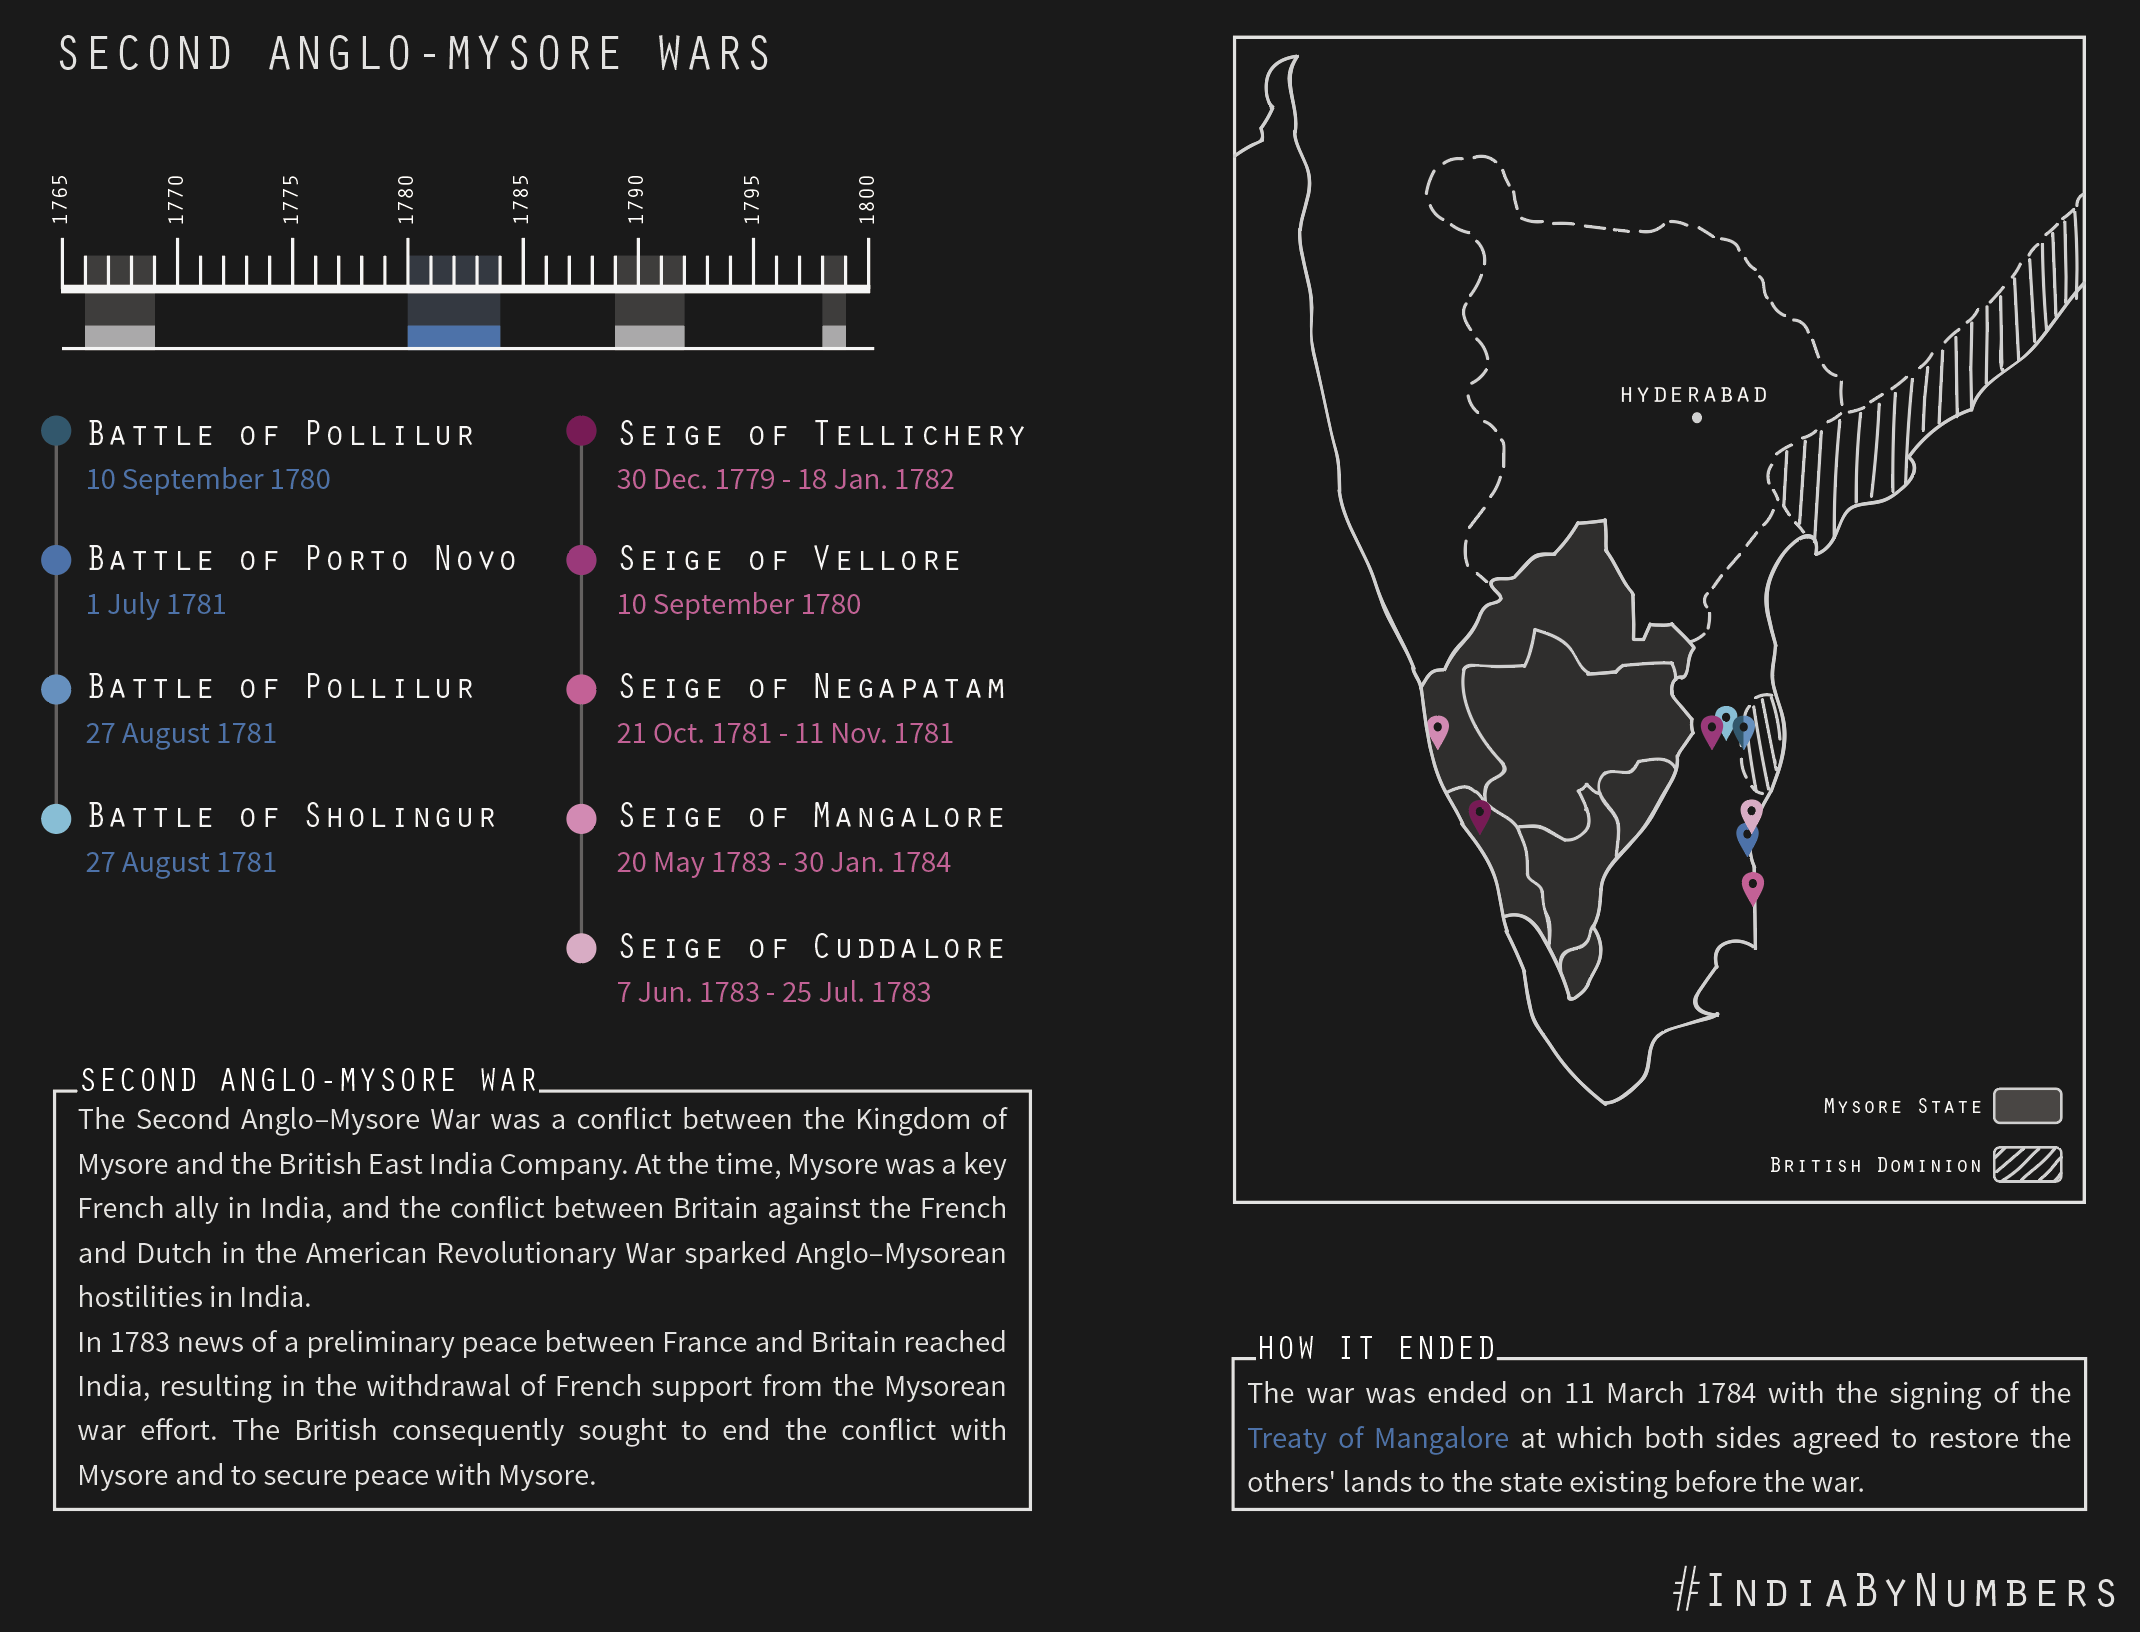 SECOND ANGLO-MYSORE WARS
1765 1770 1775 1780 1785 1790 1795 1800
BATTLE OF POLLILUR
10 September 1780
BATTLE OF PORTO NOVO
1 July 1781
BATTLE OF POLLILUR
27 August 1781
BATTLE OF SHOLINGUR
27 August 1781
SEIGE OF TELLICHERY
30 Dec. 1779 - 18 Jan. 1782
SEIGE OF VELLORE
10 September 1780
SEIGE OF NEGAPATAM
21 Oct. 1781 - 11 Nov. 1781
SEIGE OF MANGALORE
20 May 1783 - 30 Jan. 1784
SEIGE OF CUDDALORE
7 Jun. 1783 - 25 Jul. 1783
SECOND ANGLO-MYSORE WAR
The Second Anglo–Mysore War was a conflict between the Kingdom of
Mysore and the British East India Company. At the time, Mysore was a key
French ally in India, and the conflict between Britain against the French
and Dutch in the American Revolutionary War sparked Anglo–Mysorean
hostilities in India.
In 1783 news of a preliminary peace between France and Britain reached
India, resulting in the withdrawal of French support from the Mysorean
war effort. The British consequently sought to end the conflict with
Mysore and to secure peace with Mysore.
HYDERABAD
MYSORE STATE
BRITISH DOMINION
HOW IT ENDED
The war was ended on 11 March 1784 with the signing of the
Treaty of Mangalore at which both sides agreed to restore the
others' lands to the state existing before the war.
#INDIABYNUMBERS